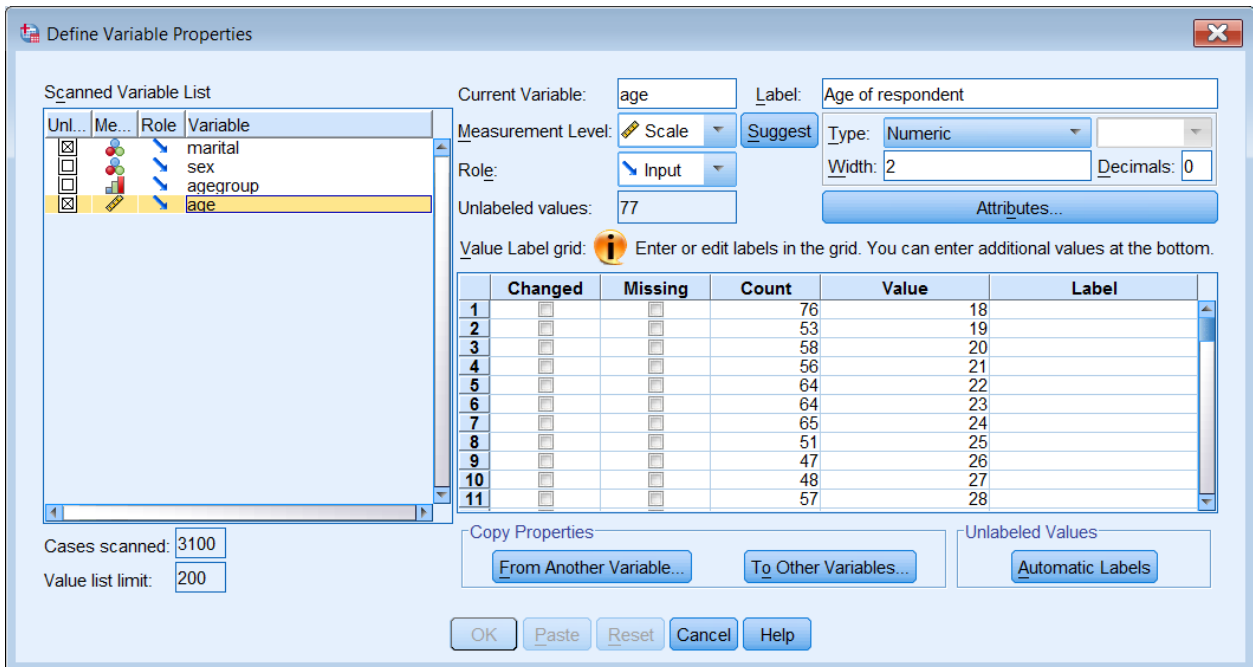 Define Variable Properties
Scanned Variable List
Unl... Me... Role Variable
marital
sex
agegroup
age
Cases scanned: 3100
Value list limit: 200
Current Variable: age Label: Age of respondent
Measurement Level: Scale Suggest Type: Numeric
Role: Input Width: 2 Decimals: 0
Unlabeled values: 77 Attributes...
Value Label grid: Enter or edit labels in the grid. You can enter additional values at the bottom.
Changed Missing Count Value Label
1 76 18
2 53 19
3 58 20
4 56 21
5 64 22
6 64 23
7 65 24
8 51 25
9 47 26
10 48 27
11 57 28
Copy Properties Unlabeled Values
From Another Variable... To Other Variables... Automatic Labels
OK Paste Reset Cancel Help